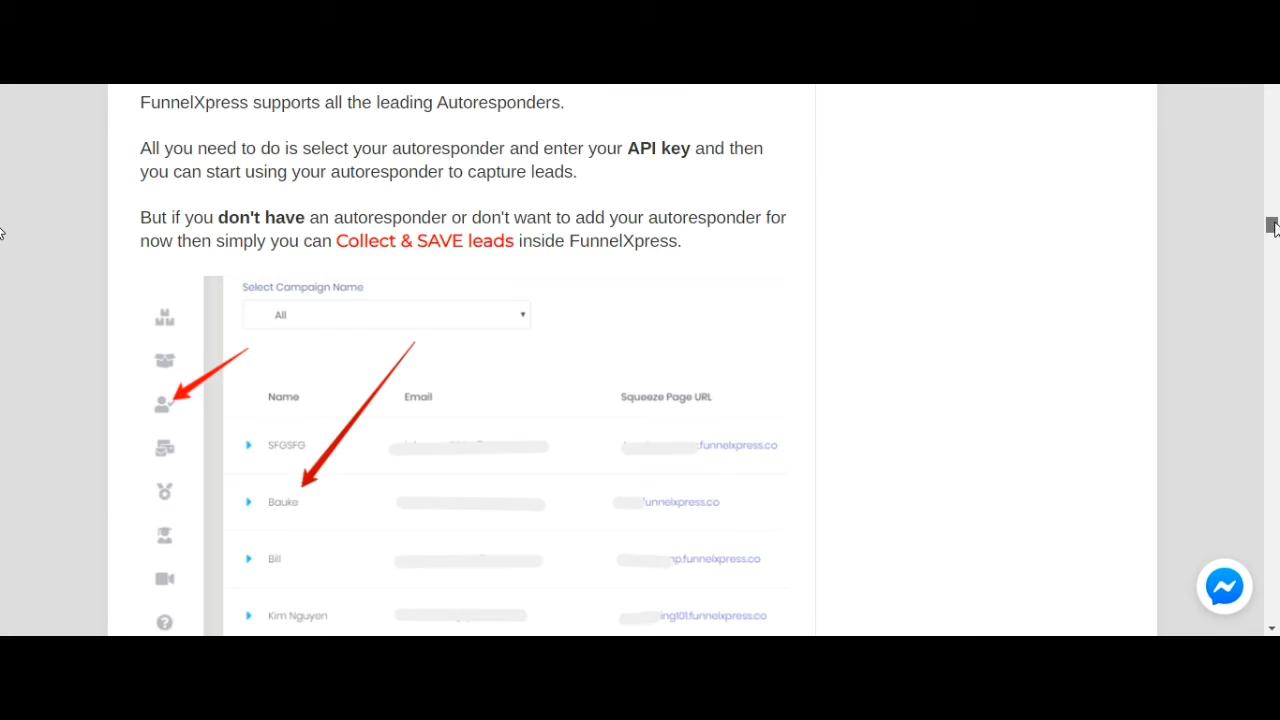 FunnelXpress supports all the leading Autoresponders.
All you need to do is select your autoresponder and enter your API key and then
you can start using your autoresponder to capture leads.
But if you don't have an autoresponder or don't want to add your autoresponder for
now then simply you can Collect & SAVE leads inside FunnelXpress.
Select Campaign Name
All
Name Email Squeeze Page URL
SFGSFG .funnelxpress.co
Bauke funnelxpress.co
Bill np.funnelxpress.co
Kim Nguyen ing101.funnelxpress.co